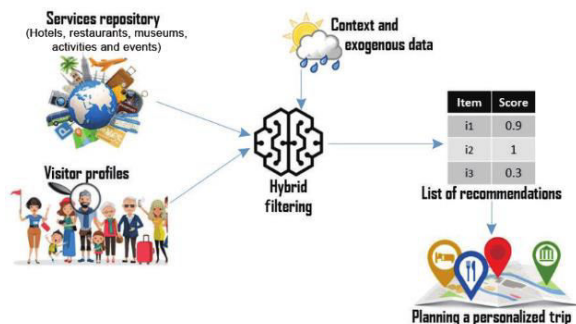 Services repository
(Hotels, restaurants, museums,
activities and events)
Context and
exogenous data
Visitor profiles
Hybrid
filtering
Item Score
i1 0.9
i2 1
i3 0.3
List of recommendations
Planning a personalized trip